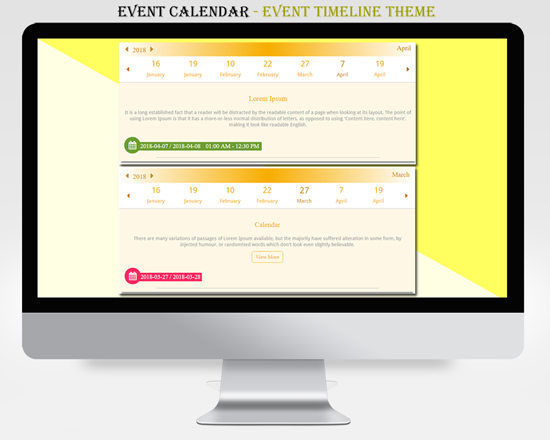 EVENT CALENDAR - EVENT TIMELINE THEME
2018
April
16 19 10 22 27 7 19
January January February February March April April
Lorem Ipsum
It is a long established fact that a reader will be distracted by the readable content of a page when looking at its layout. The point of
using Lorem Ipsum is that it has a more-or-less normal distribution of letters, as opposed to using 'Content here, content here',
making it look like readable English.
2018-04-07 / 2018-04-08 01:00 AM - 12:30 PM
2018
March
16 19 10 22 27 7 19
January January February February March April April
Calendar
There are many variations of passages of Lorem Ipsum available, but the majority have suffered alteration in some form, by
injected humour, or randomised words which don't look even slightly believable.
View More
2018-03-27 / 2018-03-28